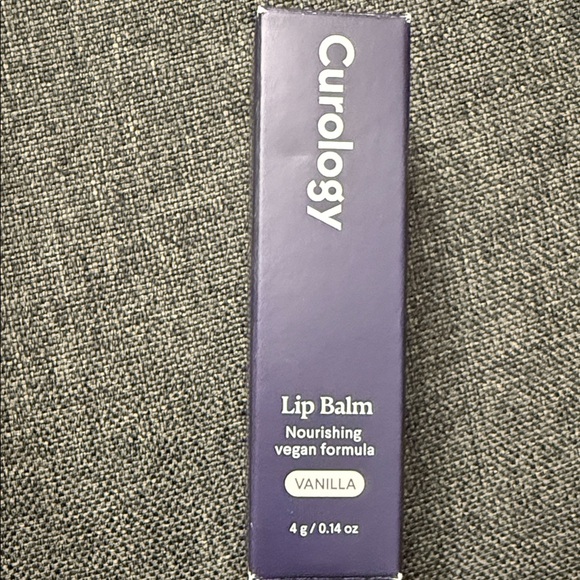 Curology
Lip Balm
Nourishing
vegan formula
VANILLA
4 g / 0.14 oz